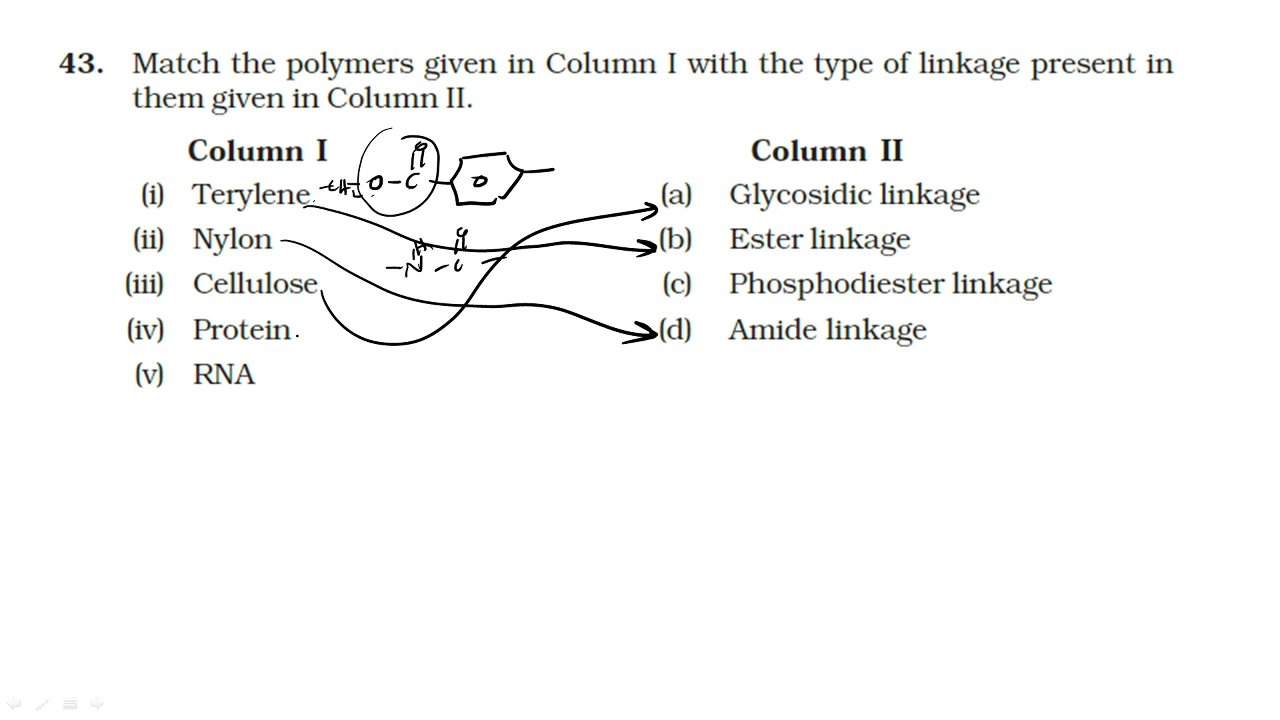 43. Match the polymers given in Column I with the type of linkage present in
them given in Column II.
Column I Column II
(i) Terylene (a) Glycosidic linkage
(ii) Nylon (b) Ester linkage
(iii) Cellulose (c) Phosphodiester linkage
(iv) Protein (d) Amide linkage
(v) RNA